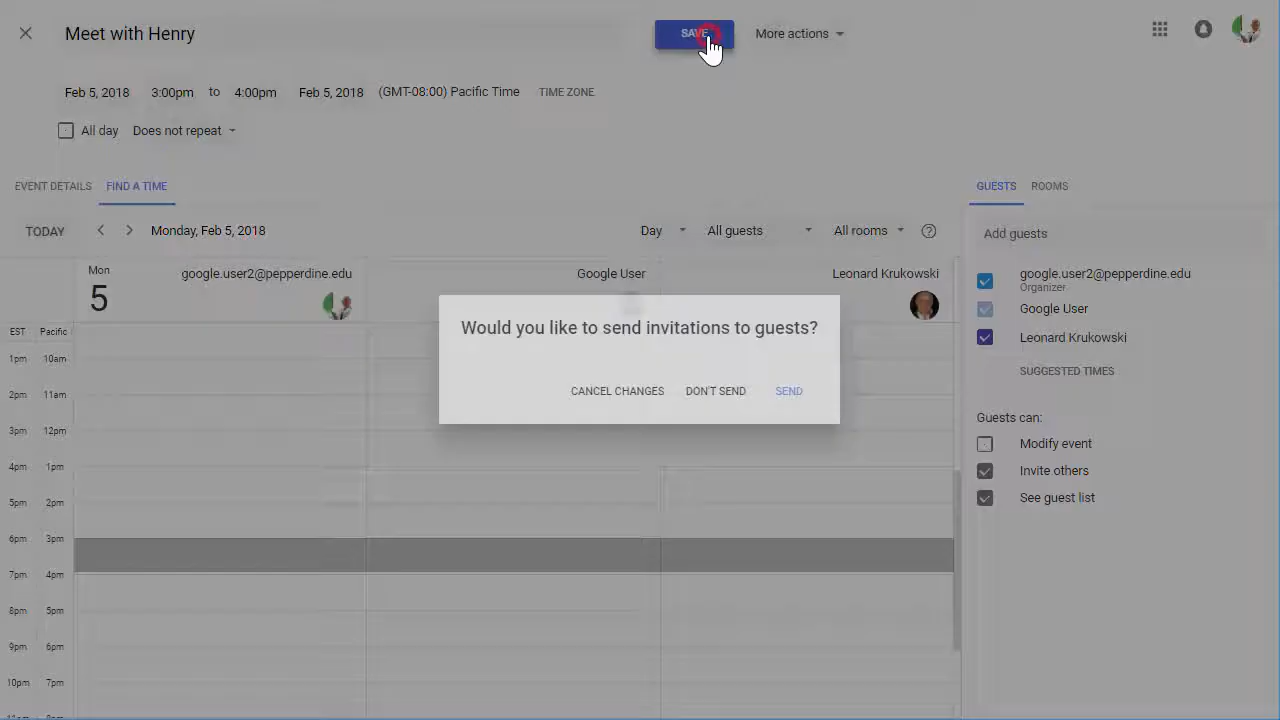 Meet with Henry
SAVE
More actions
Feb 5, 2018 3:00pm to 4:00pm Feb 5, 2018 (GMT-08:00) Pacific Time TIME ZONE
All day Does not repeat
EVENT DETAILS FIND A TIME
GUESTS ROOMS
TODAY Monday, Feb 5, 2018 Day All guests All rooms
Add guests
Mon
5
google.user2@pepperdine.edu
Google User
Leonard Krukowski
google.user2@pepperdine.edu
Organizer
Google User
Leonard Krukowski
SUGGESTED TIMES
Guests can:
Modify event
Invite others
See guest list
Would you like to send invitations to guests?
CANCEL CHANGES DON'T SEND SEND
EST Pacific
1pm 10am
2pm 11am
3pm 12pm
4pm 1pm
5pm 2pm
6pm 3pm
7pm 4pm
8pm 5pm
9pm 6pm
10pm 7pm